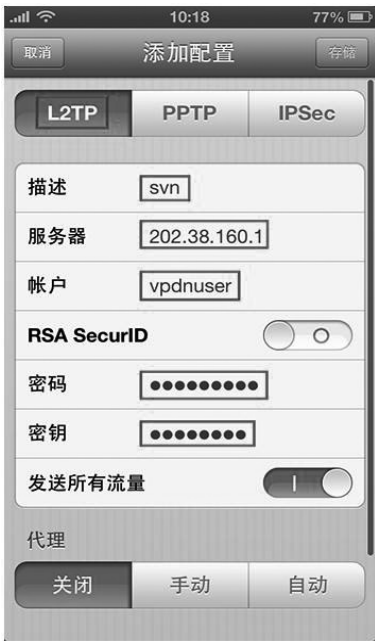 10:18 77%
取消 添加配置 存储
L2TP PPTP IPSec
描述 svn
服务器 202.38.160.1
帐户 vpdnuser
RSA SecurID
密码 ●●●●●●●●●
密钥 ●●●●●●●●
发送所有流量
代理
关闭 手动 自动